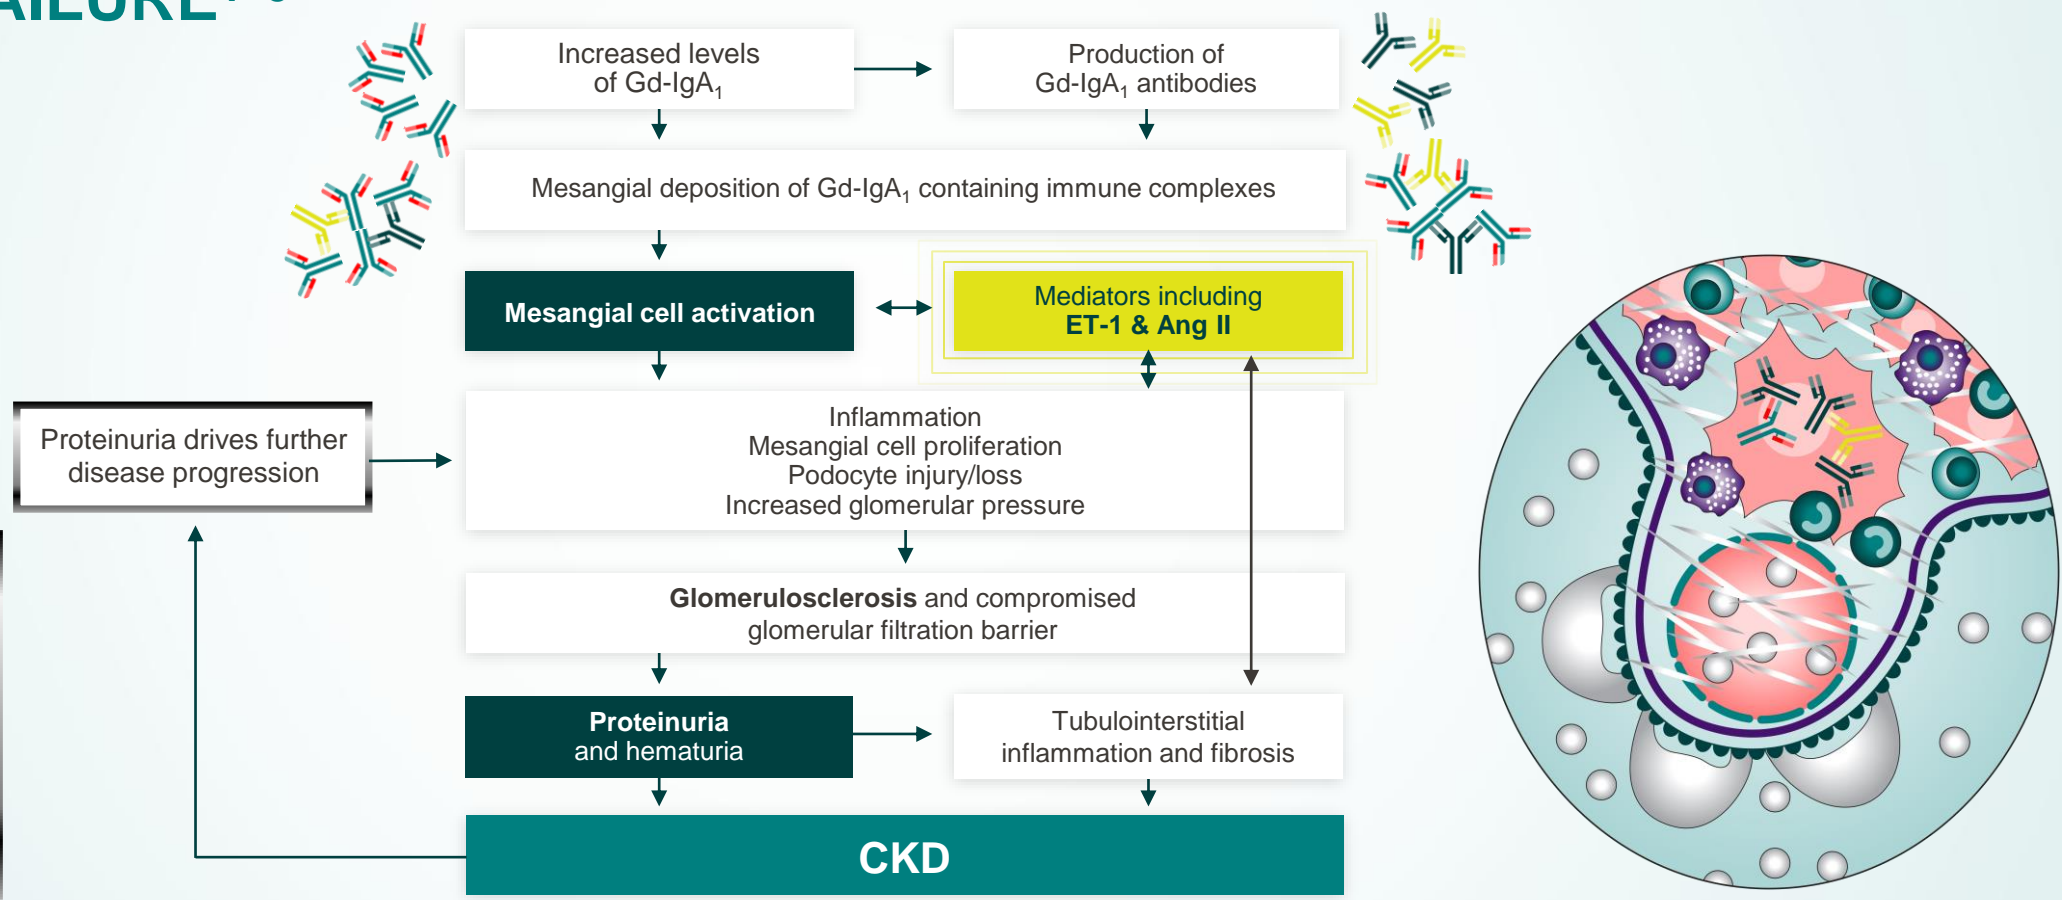 Increased levels
of Gd-IgA₁
Production of
Gd-IgA₁ antibodies
Mesangial deposition of Gd-IgA₁ containing immune complexes
Mesangial cell activation
Mediators including
ET-1 & Ang II
Proteinuria drives further
disease progression
Inflammation
Mesangial cell proliferation
Podocyte injury/loss
Increased glomerular pressure
Glomerulosclerosis and compromised
glomerular filtration barrier
Proteinuria
and hematuria
Tubulointerstitial
inflammation and fibrosis
CKD